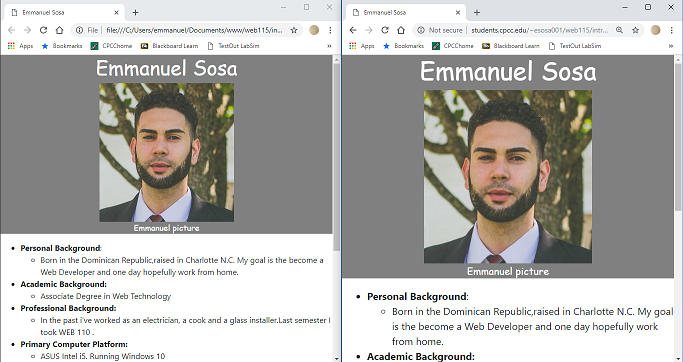 Emmanuel Sosa
File | file:///C:/Users/emmanuel/Documents/www/web115/in...
Apps Bookmarks CPCChome Blackboard Learn TestOut LabSim
Emmanuel Sosa
Emmanuel picture
Personal Background:
Born in the Dominican Republic,raised in Charlotte N.C. My goal is the become a
Web Developer and one day hopefully work from home.
Academic Background:
Associate Degree in Web Technology
Professional Background:
In the past i've worked as an electrician, a cook and a glass installer.Last semester I
took WEB 110 .
Primary Computer Platform:
ASUS Intel i5. Running Windows 10
Emmanuel Sosa
Not secure | students.cpcc.edu/~esosa001/web115/intr...
Apps Bookmarks CPCChome Blackboard Learn TestOut LabSim
Emmanuel Sosa
Emmanuel picture
Personal Background:
Born in the Dominican Republic,raised in Charlotte N.C. My goal
is the become a Web Developer and one day hopefully work
from home.
Academic Background: